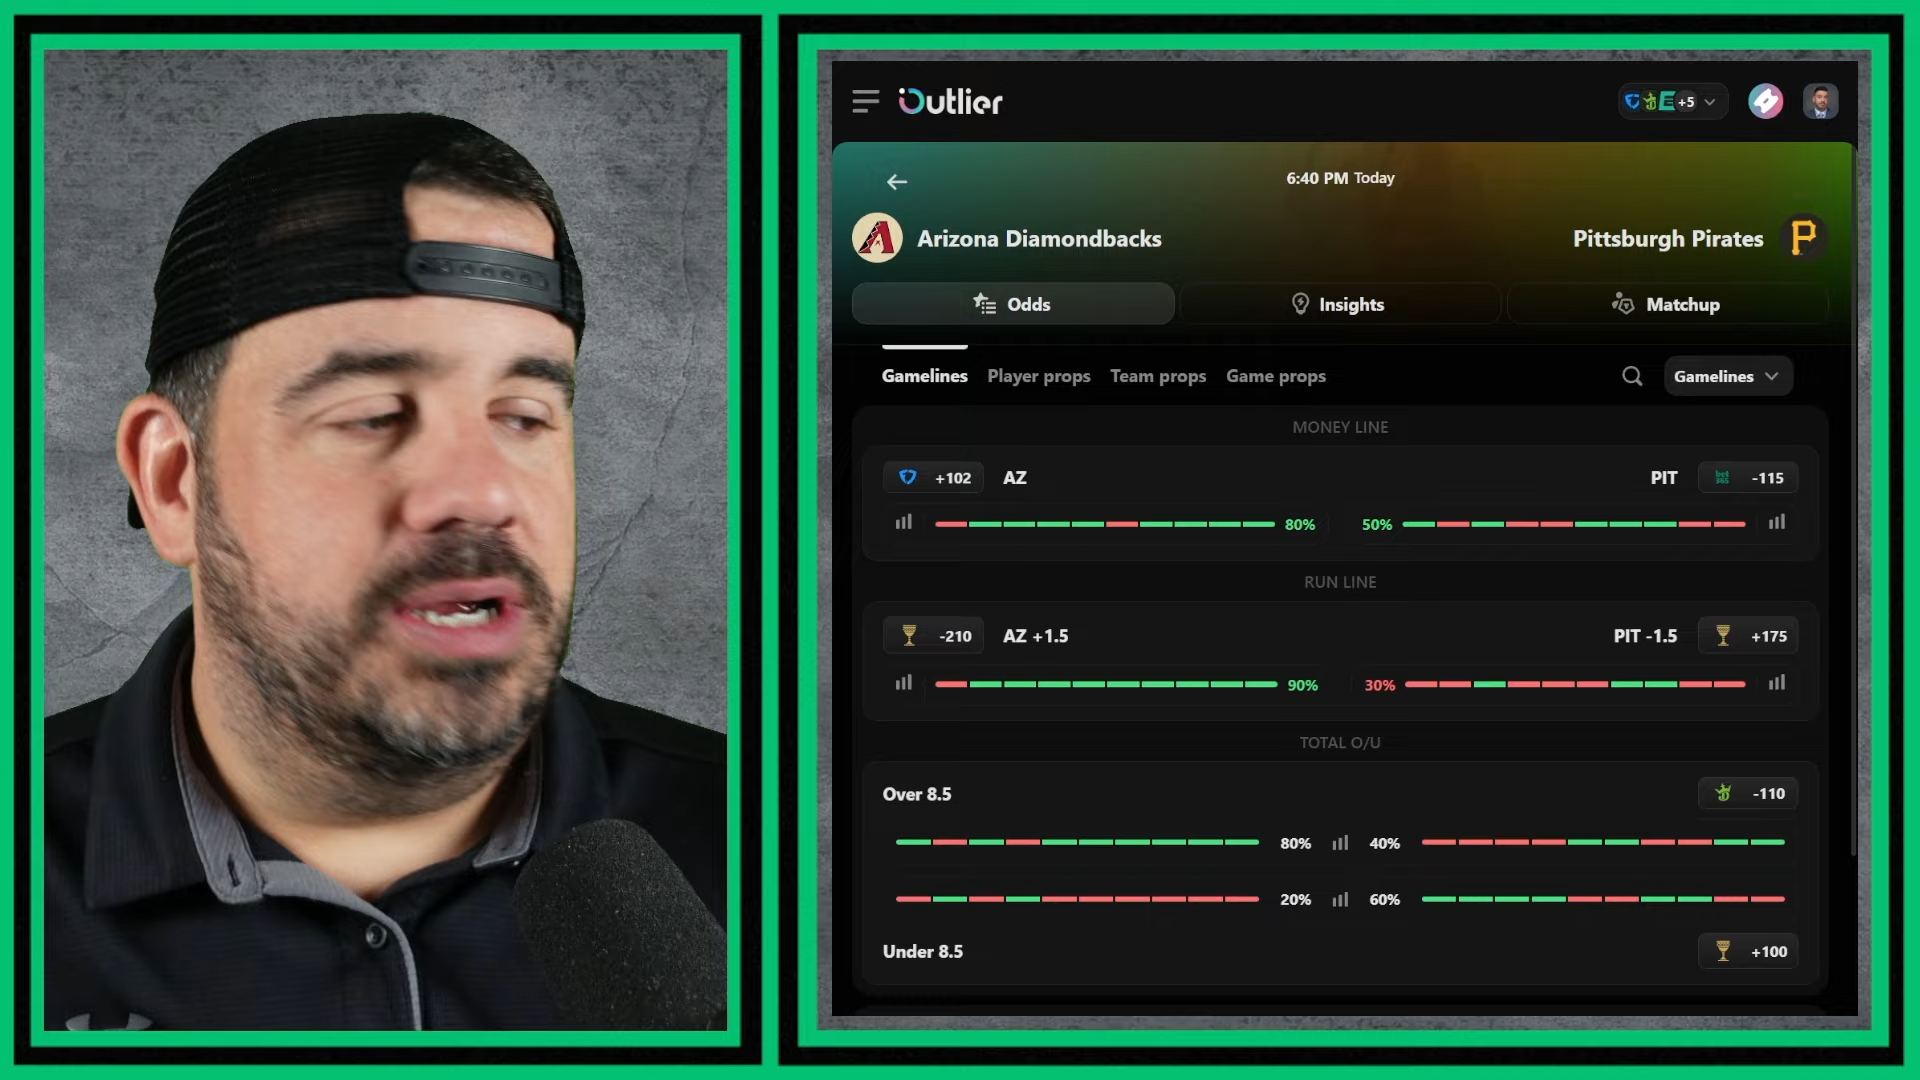 Outlier
+5
6:40 PM Today
Arizona Diamondbacks
Pittsburgh Pirates
Odds
Insights
Matchup
Gamelines
Player props
Team props
Game props
Gamelines
MONEY LINE
+102 AZ
PIT bet365 -115
80%
50%
RUN LINE
-210 AZ +1.5
PIT -1.5 +175
90%
30%
TOTAL O/U
Over 8.5
-110
80%
40%
20%
60%
Under 8.5
+100